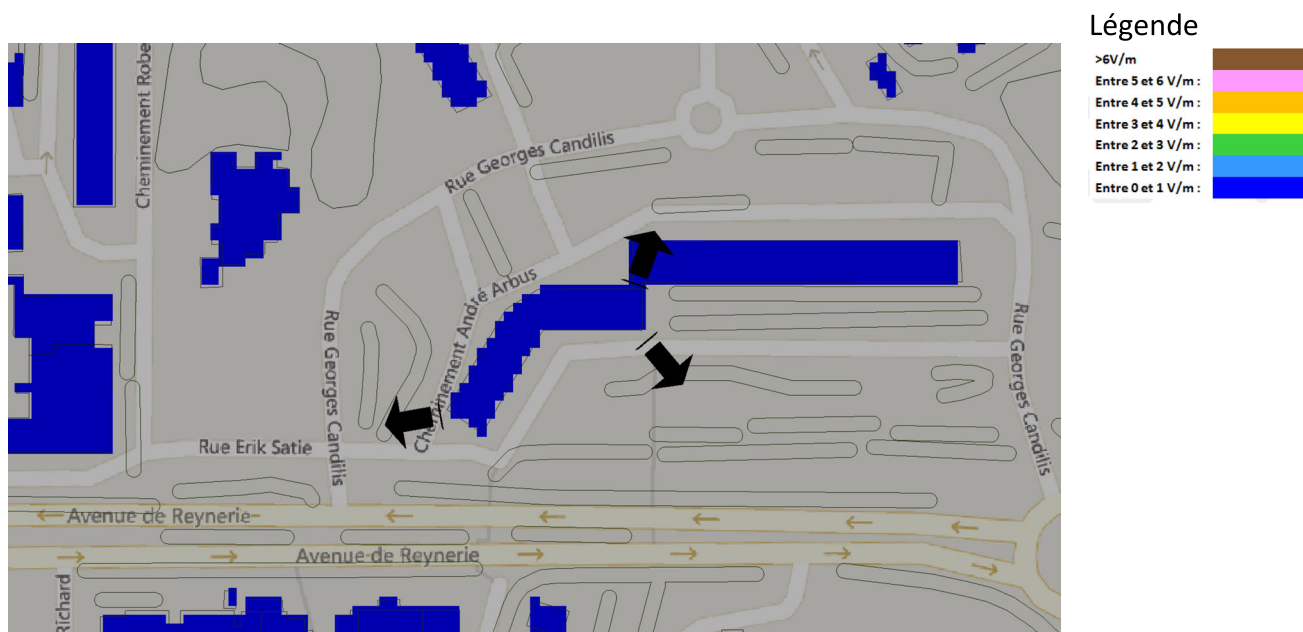 Légende
>6V/m
Entre 5 et 6 V/m :
Entre 4 et 5 V/m :
Entre 3 et 4 V/m :
Entre 2 et 3 V/m :
Entre 1 et 2 V/m :
Entre 0 et 1 V/m :
Cheminement Robe
Rue Georges Candilis
Cheminement André Arbus
Rue Georges Candilis
Rue Georges Candilis
Rue Erik Satie
Avenue de Reynerie
Avenue de Reynerie
Richard